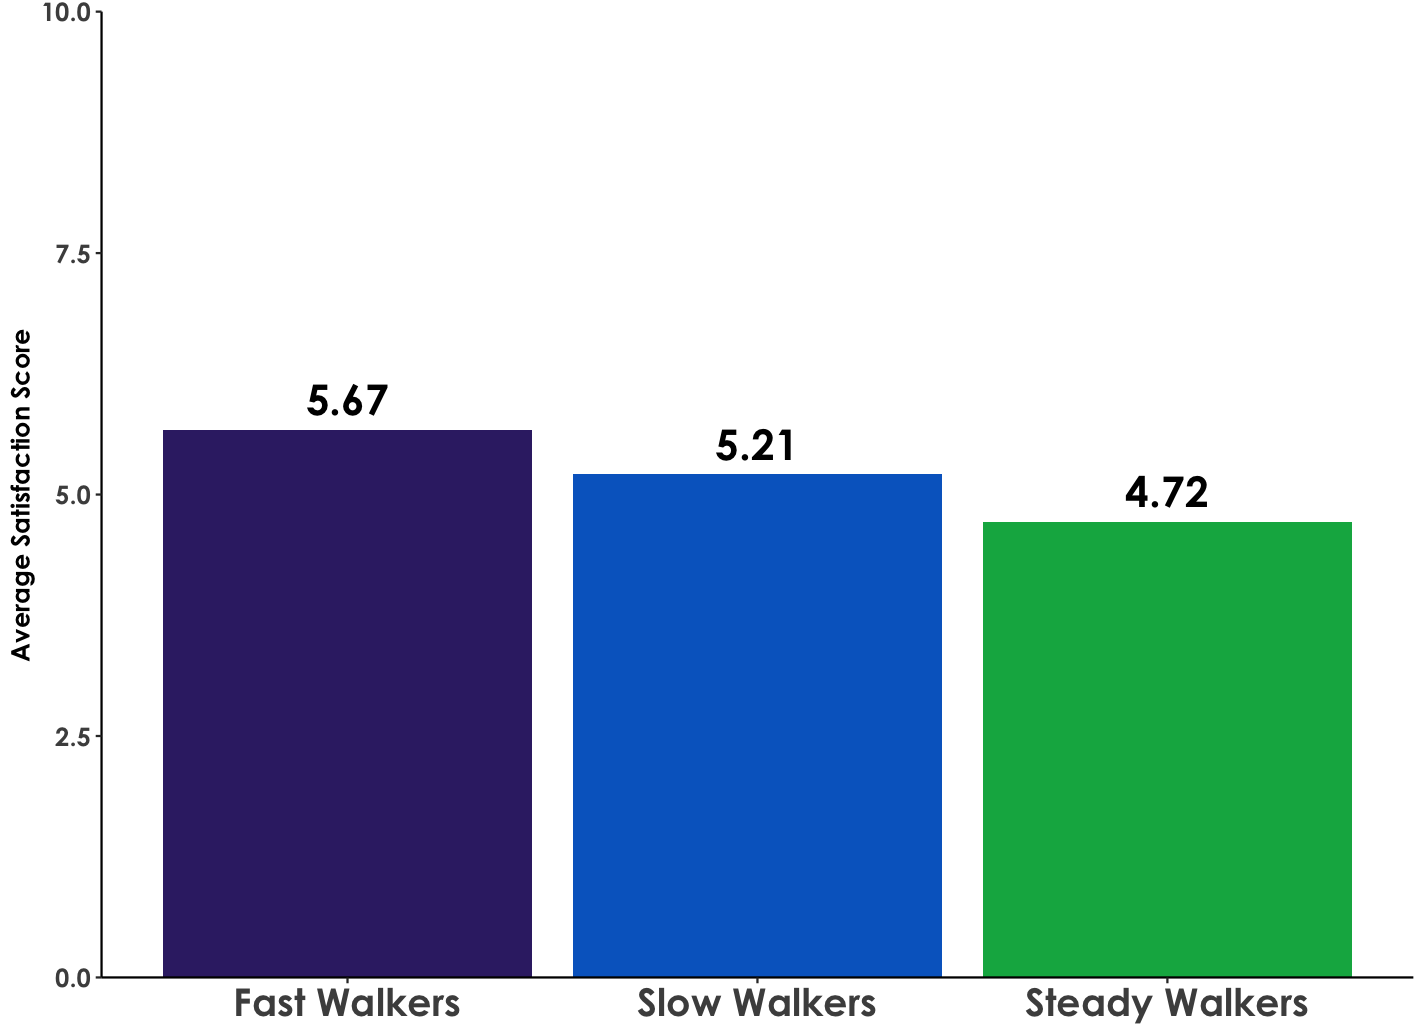 10.0
7.5
5.0
2.5
0.0
Average Satisfaction Score
5.67
5.21
4.72
Fast Walkers
Slow Walkers
Steady Walkers